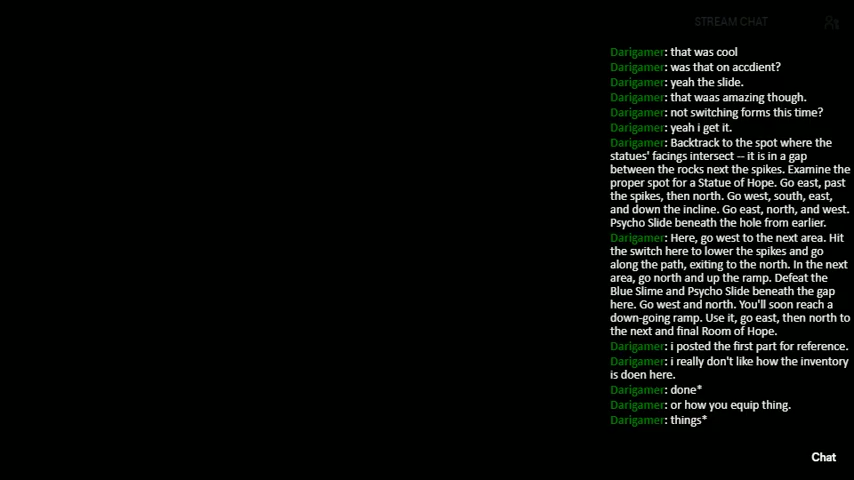 STREAM CHAT
Darigamer: that was cool
Darigamer: was that on accdient?
Darigamer: yeah the slide.
Darigamer: that waas amazing though.
Darigamer: not switching forms this time?
Darigamer: yeah i get it.
Darigamer: Backtrack to the spot where the
statues' facings intersect -- it is in a gap
between the rocks next the spikes. Examine the
proper spot for a Statue of Hope. Go east, past
the spikes, then north. Go west, south, east,
and down the incline. Go east, north, and west.
Psycho Slide beneath the hole from earlier.
Darigamer: Here, go west to the next area. Hit
the switch here to lower the spikes and go
along the path, exiting to the north. In the next
area, go north and up the ramp. Defeat the
Blue Slime and Psycho Slide beneath the gap
here. Go west and north. You'll soon reach a
down-going ramp. Use it, go east, then north to
the next and final Room of Hope.
Darigamer: i posted the first part for reference.
Darigamer: i really don't like how the inventory
is doen here.
Darigamer: done*
Darigamer: or how you equip thing.
Darigamer: things*
Chat